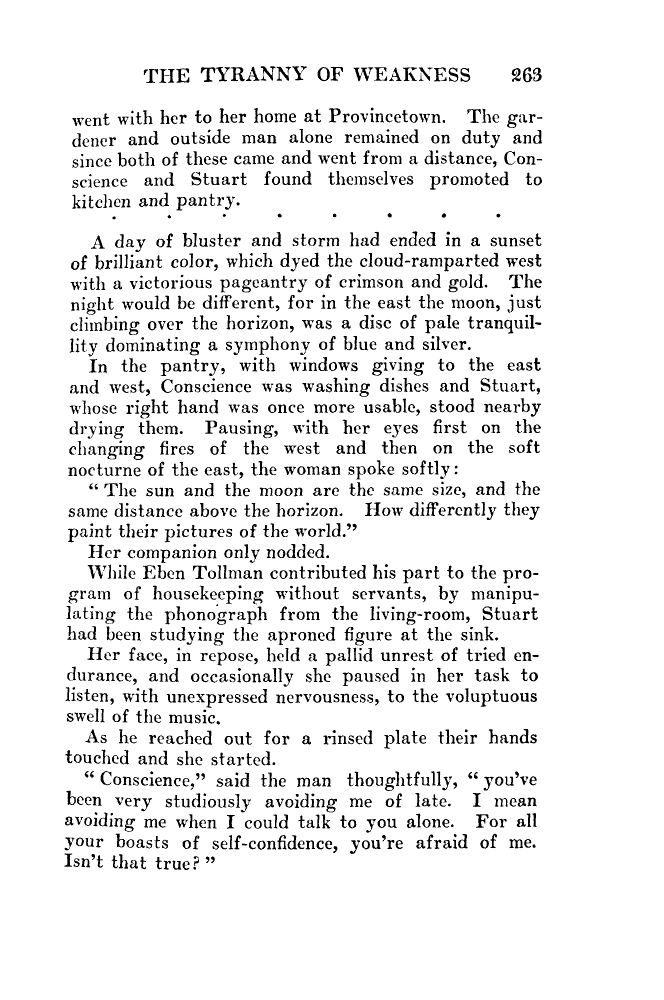 THE TYRANNY OF WEAKNESS 263
went with her to her home at Provincetown. The gar-
dener and outside man alone remained on duty and
since both of these came and went from a distance, Con-
science and Stuart found themselves promoted to
kitchen and pantry.
. . . . . . . .
A day of bluster and storm had ended in a sunset
of brilliant color, which dyed the cloud-ramparted west
with a victorious pageantry of crimson and gold. The
night would be different, for in the east the moon, just
climbing over the horizon, was a disc of pale tranquil-
lity dominating a symphony of blue and silver.
In the pantry, with windows giving to the east
and west, Conscience was washing dishes and Stuart,
whose right hand was once more usable, stood nearby
drying them. Pausing, with her eyes first on the
changing fires of the west and then on the soft
nocturne of the east, the woman spoke softly:
“ The sun and the moon are the same size, and the
same distance above the horizon. How differently they
paint their pictures of the world.”
Her companion only nodded.
While Eben Tollman contributed his part to the pro-
gram of housekeeping without servants, by manipu-
lating the phonograph from the living-room, Stuart
had been studying the aproned figure at the sink.
Her face, in repose, held a pallid unrest of tried en-
durance, and occasionally she paused in her task to
listen, with unexpressed nervousness, to the voluptuous
swell of the music.
As he reached out for a rinsed plate their hands
touched and she started.
“ Conscience,” said the man thoughtfully, “ you’ve
been very studiously avoiding me of late. I mean
avoiding me when I could talk to you alone. For all
your boasts of self-confidence, you’re afraid of me.
Isn’t that true? ”